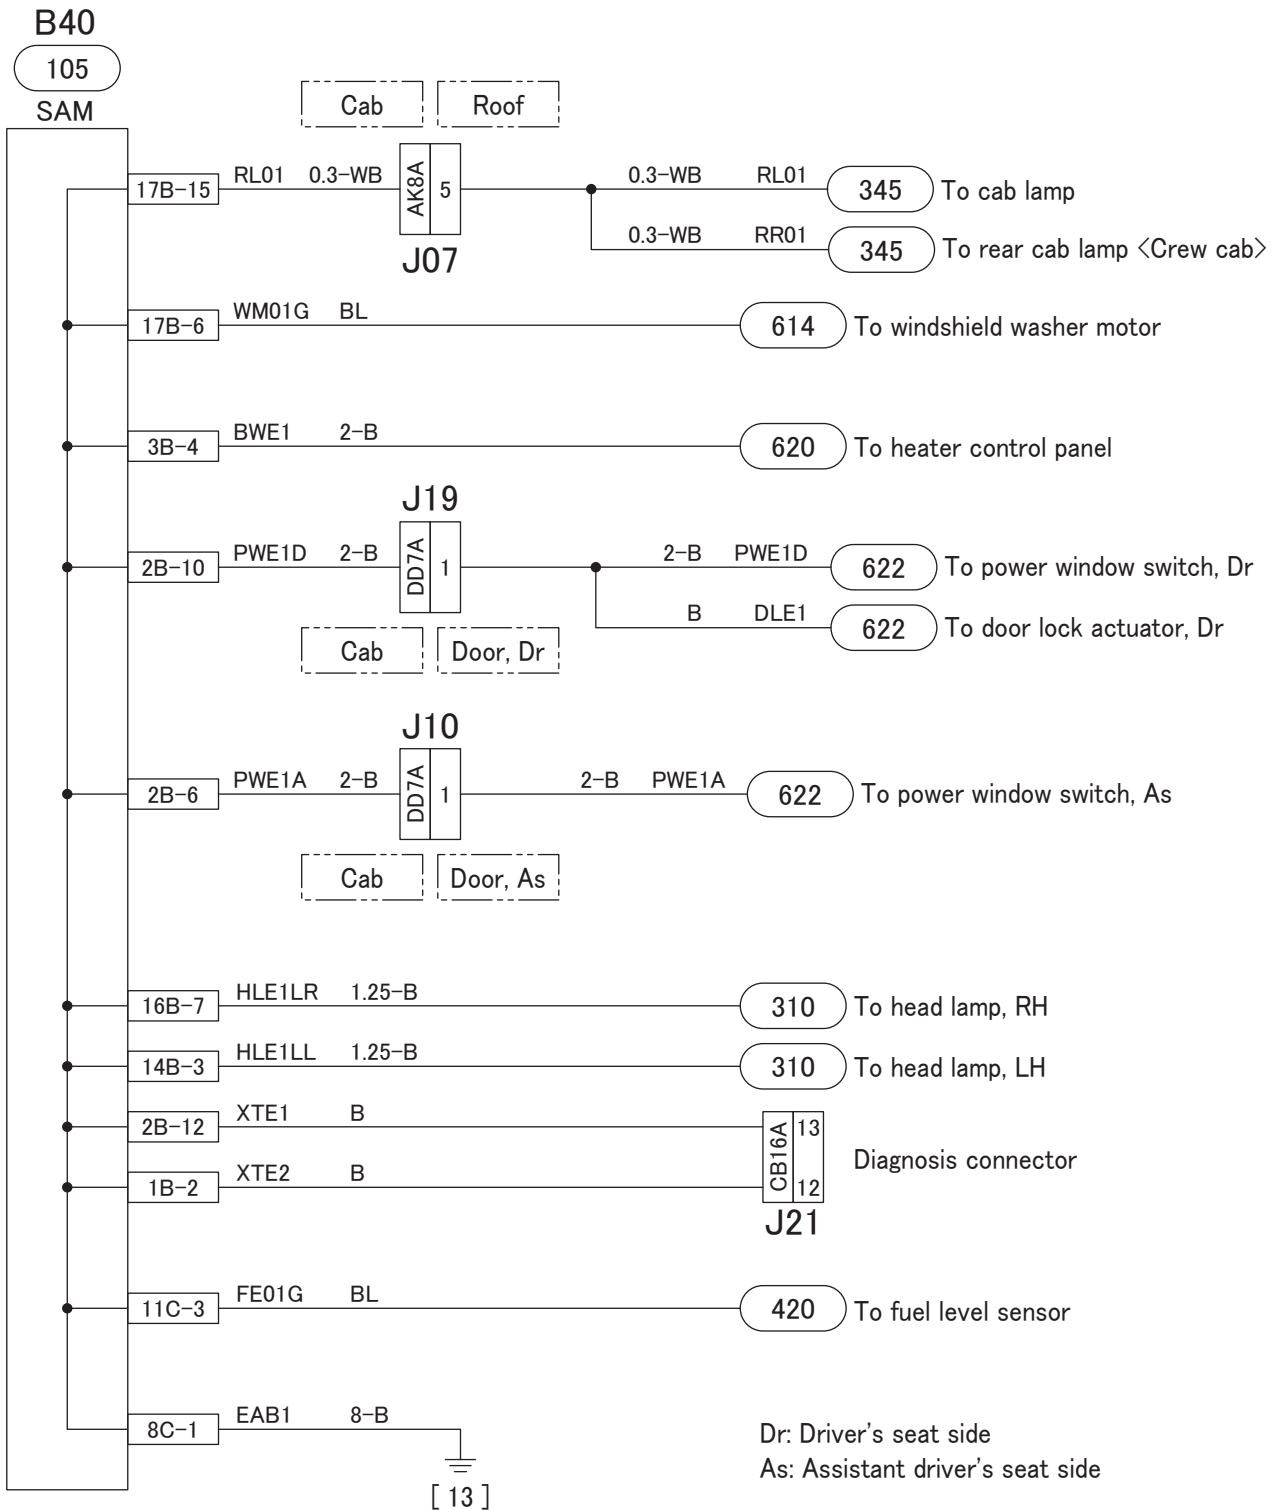 B40
105
SAM
Cab Roof
17B-15 RL01 0.3-WB AK8A 5 0.3-WB RL01 345 To cab lamp
0.3-WB RR01 345 To rear cab lamp <Crew cab>
J07
17B-6 WM01G BL 614 To windshield washer motor
3B-4 BWE1 2-B 620 To heater control panel
J19
2B-10 PWE1D 2-B DD7A 1 2-B PWE1D 622 To power window switch, Dr
B DLE1 622 To door lock actuator, Dr
Cab Door, Dr
J10
2B-6 PWE1A 2-B DD7A 1 2-B PWE1A 622 To power window switch, As
Cab Door, As
16B-7 HLE1LR 1.25-B 310 To head lamp, RH
14B-3 HLE1LL 1.25-B 310 To head lamp, LH
2B-12 XTE1 B CB16A 13
Diagnosis connector
1B-2 XTE2 B 12
J21
11C-3 FE01G BL 420 To fuel level sensor
8C-1 EAB1 8-B
[ 13 ]
Dr: Driver's seat side
As: Assistant driver's seat side